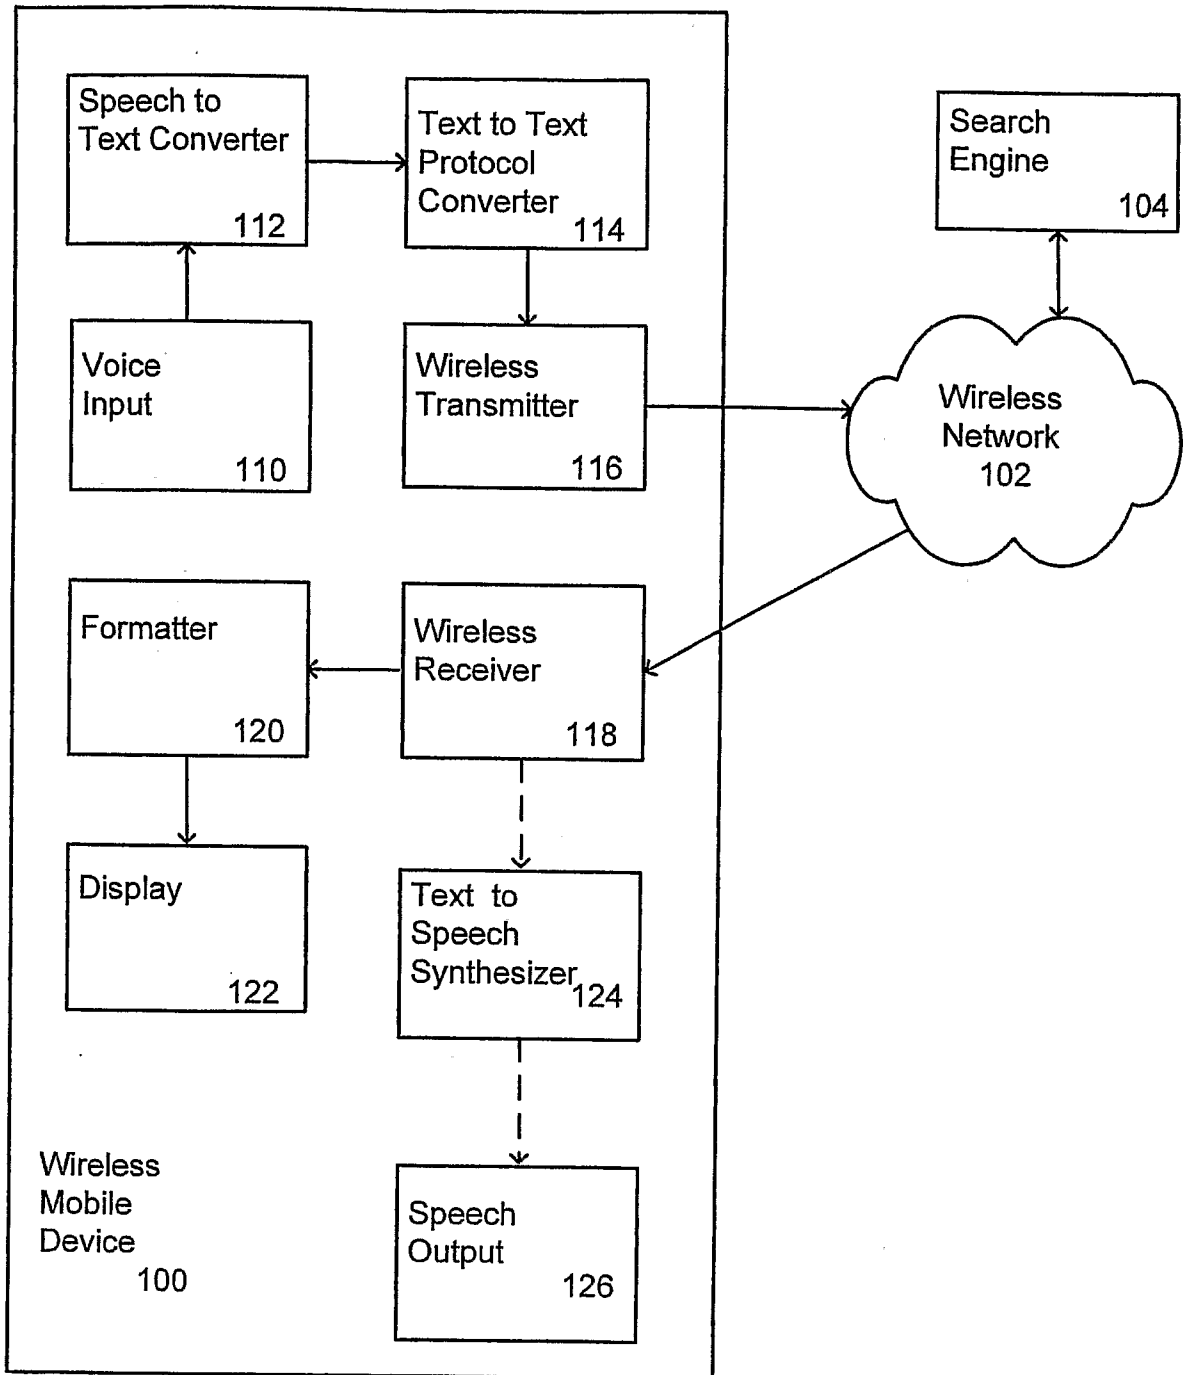 Speech to
Text Converter
112
Text to Text
Protocol
Converter
114
Search
Engine
104
Voice
Input
110
Wireless
Transmitter
116
Wireless
Network
102
Formatter
120
Wireless
Receiver
118
Display
122
Text to
Speech
Synthesizer
124
Wireless
Mobile
Device
100
Speech
Output
126